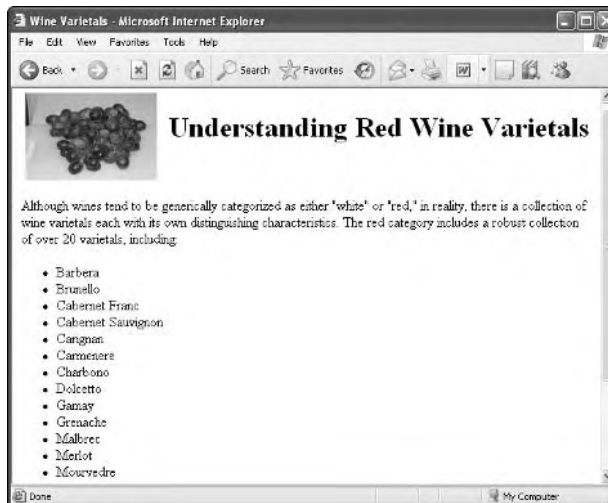 Wine Varietals - Microsoft Internet Explorer
File Edit View Favorites Tools Help
Back Search Favorites
Understanding Red Wine Varietals
Although wines tend to be generically categorized as either "white" or "red," in reality, there is a collection of
wine varietals each with its own distinguishing characteristics. The red category includes a robust collection
of over 20 varietals, including:
• Barbera
• Brunello
• Cabernet Franc
• Cabernet Sauvignon
• Carignan
• Carmenere
• Charbono
• Dolcetto
• Gamay
• Grenache
• Malbec
• Merlot
• Mourvedre
Done My Computer